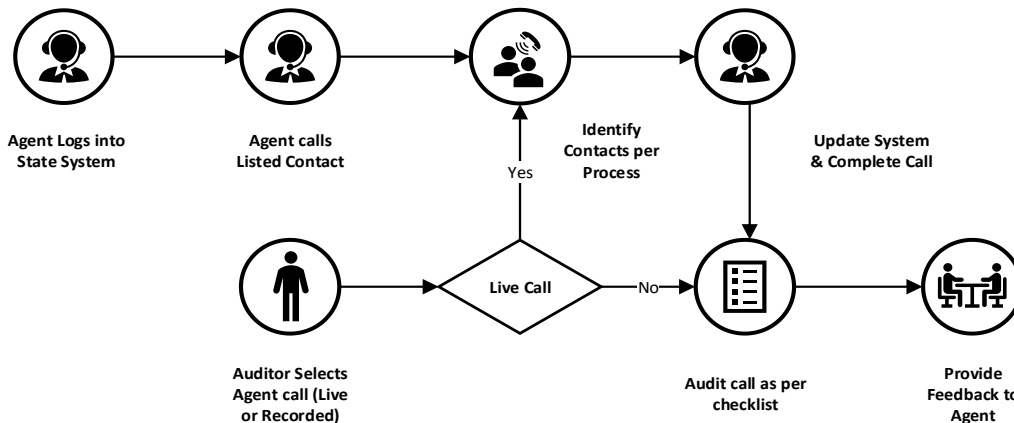 Agent Logs into
State System
Agent calls
Listed Contact
Identify
Contacts per
Process
Update System
& Complete Call
Yes
Live Call
No
Auditor Selects
Agent call (Live
or Recorded)
Audit call as per
checklist
Provide
Feedback to
Agent